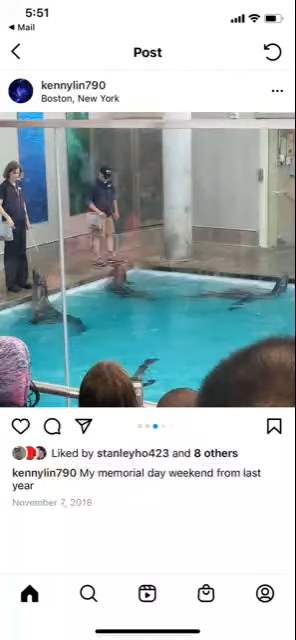 5:51
◀ Mail
Post
kennylin790
Boston, New York
Liked by stanleyho423 and 8 others
kennylin790 My memorial day weekend from last
year
November 7, 2018